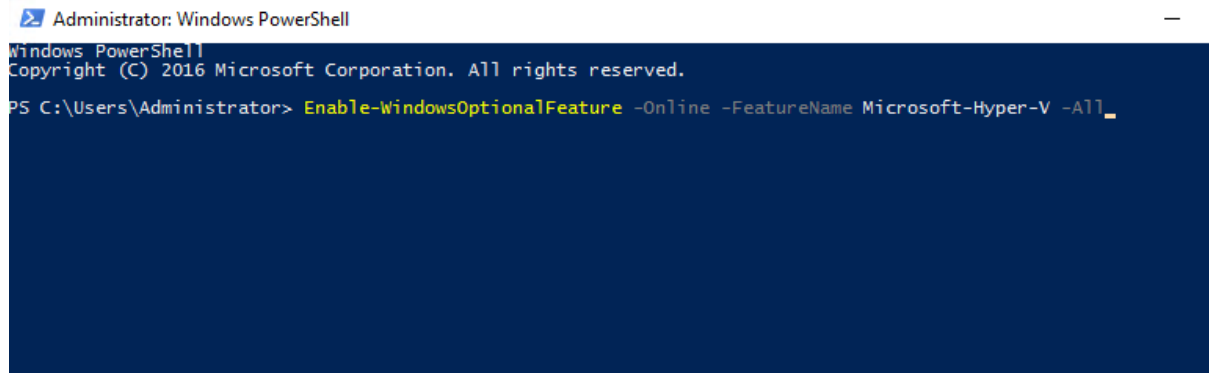 Administrator: Windows PowerShell
Windows PowerShell
Copyright (C) 2016 Microsoft Corporation. All rights reserved.
PS C:\Users\Administrator> Enable-WindowsOptionalFeature -Online -FeatureName Microsoft-Hyper-V -All